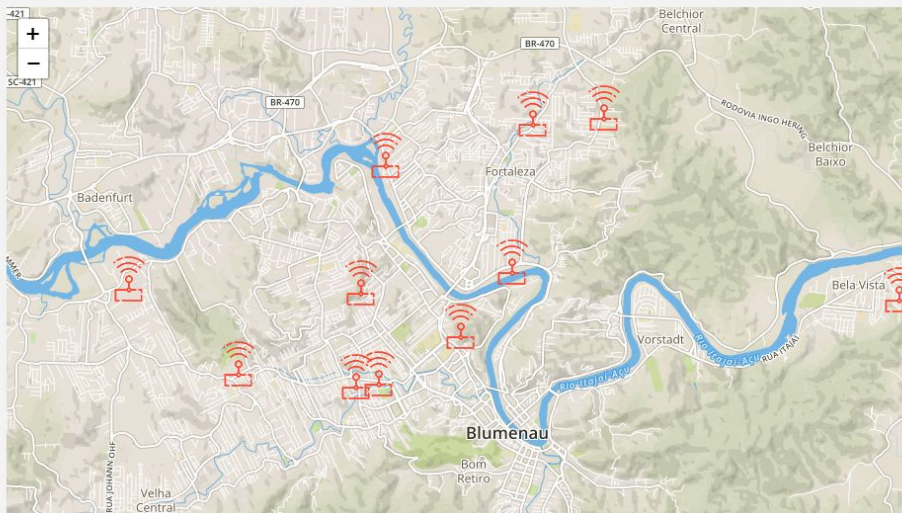 -421
+
−
SC-421
Belchior
Central
BR-470
BR-470
RODOVIA INGO HERING
Belchior
Baixo
Fortaleza
Badenfurt
Bela Vista
Vorstadt
Rio Itajaí-Açu
RUA ITAJAÍ
Rio Itajaí-Açu
Blumenau
Bom
Retiro
RUA JOHANN OHF
Velha
Central